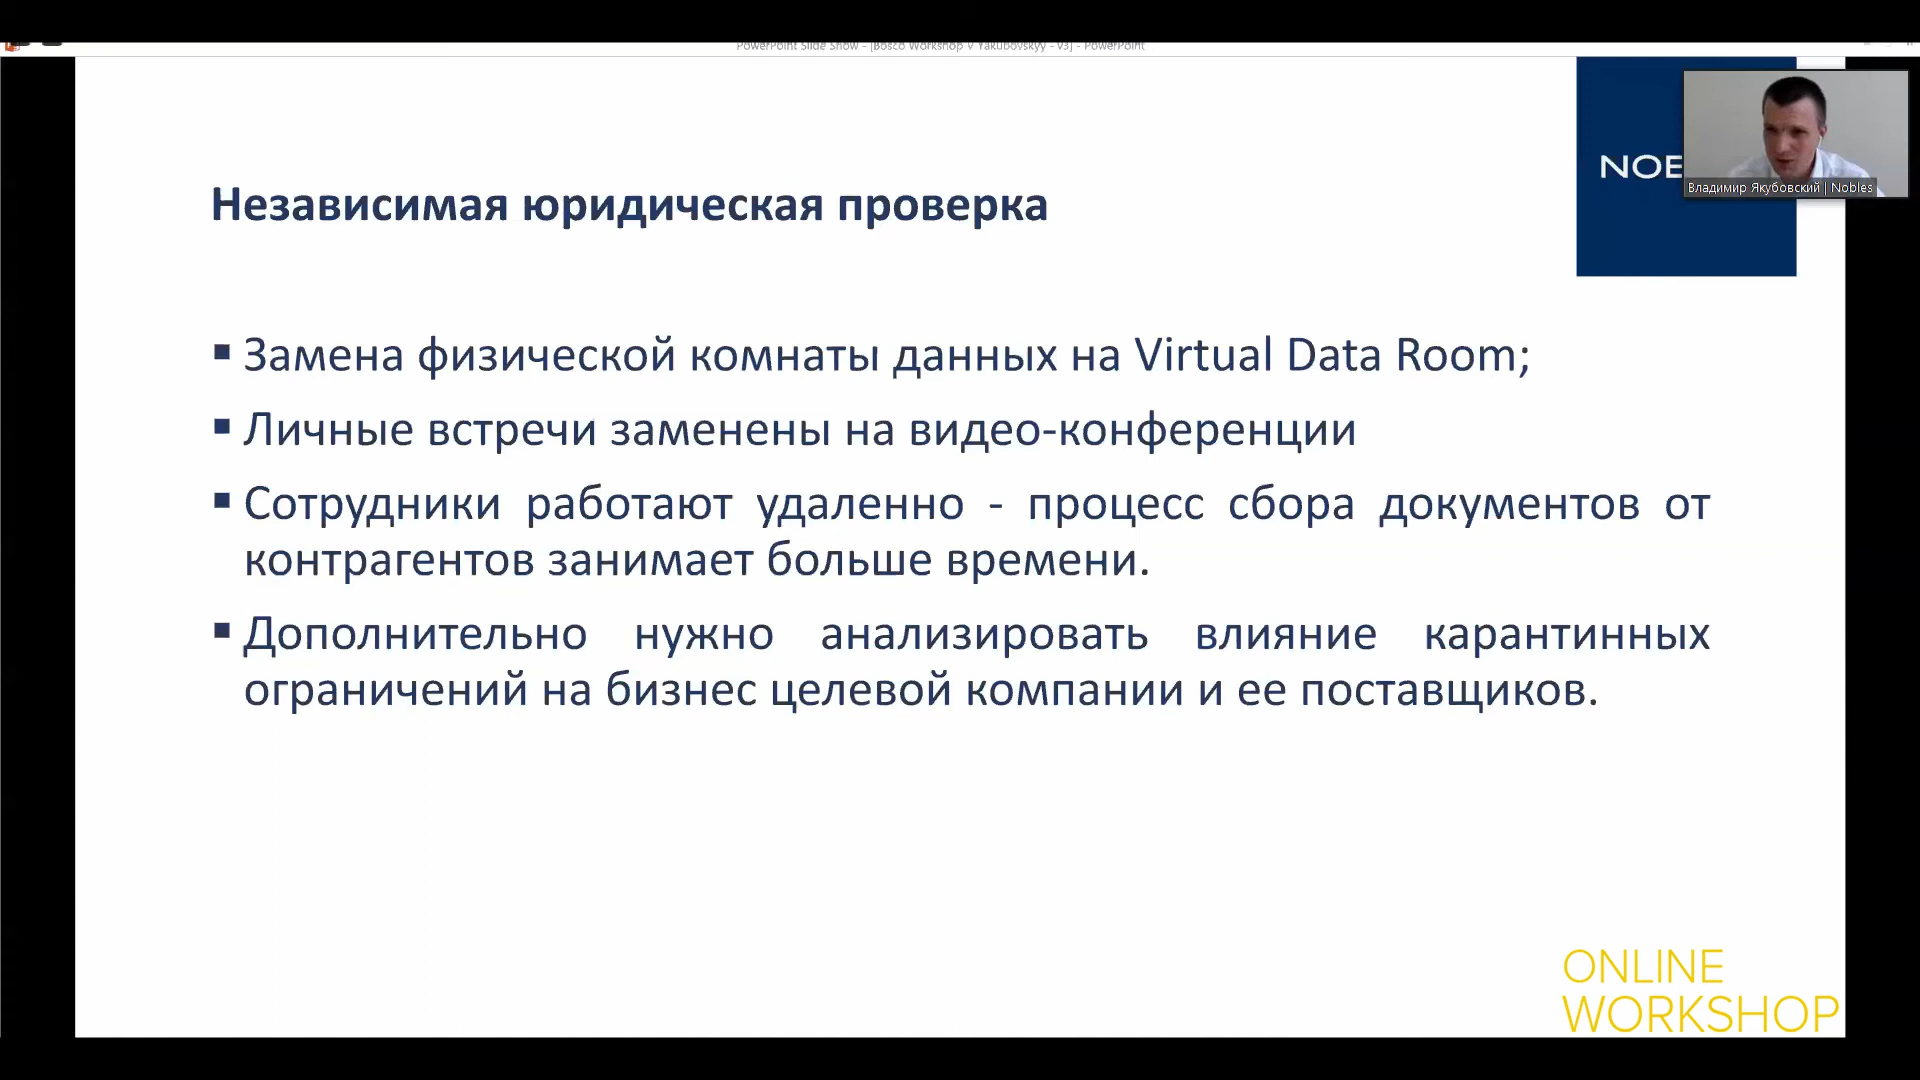 PowerPoint Slide Show - [Bosco Workshop V Yakubovskyy - v3] - PowerPoint
NOB
Владимир Якубовский | Nobles
Независимая юридическая проверка
▪ Замена физической комнаты данных на Virtual Data Room;
▪ Личные встречи заменены на видео-конференции
▪ Сотрудники работают удаленно - процесс сбора документов от
контрагентов занимает больше времени.
▪ Дополнительно нужно анализировать влияние карантинных
ограничений на бизнес целевой компании и ее поставщиков.
ONLINE
WORKSHOP